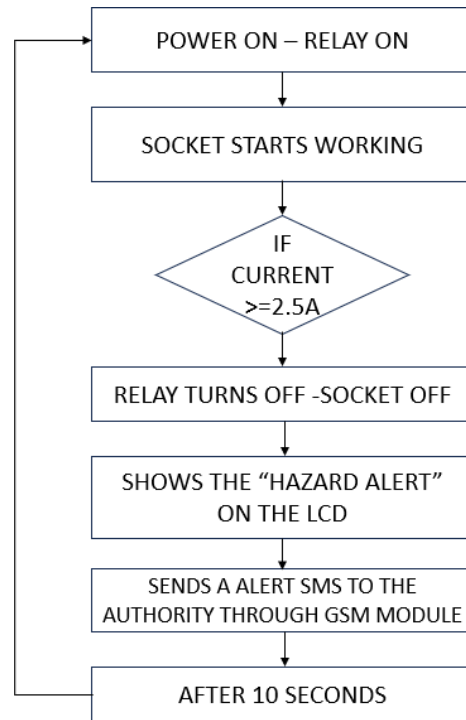 POWER ON – RELAY ON
SOCKET STARTS WORKING
IF
CURRENT
>=2.5A
RELAY TURNS OFF -SOCKET OFF
SHOWS THE “HAZARD ALERT”
ON THE LCD
SENDS A ALERT SMS TO THE
AUTHORITY THROUGH GSM MODULE
AFTER 10 SECONDS